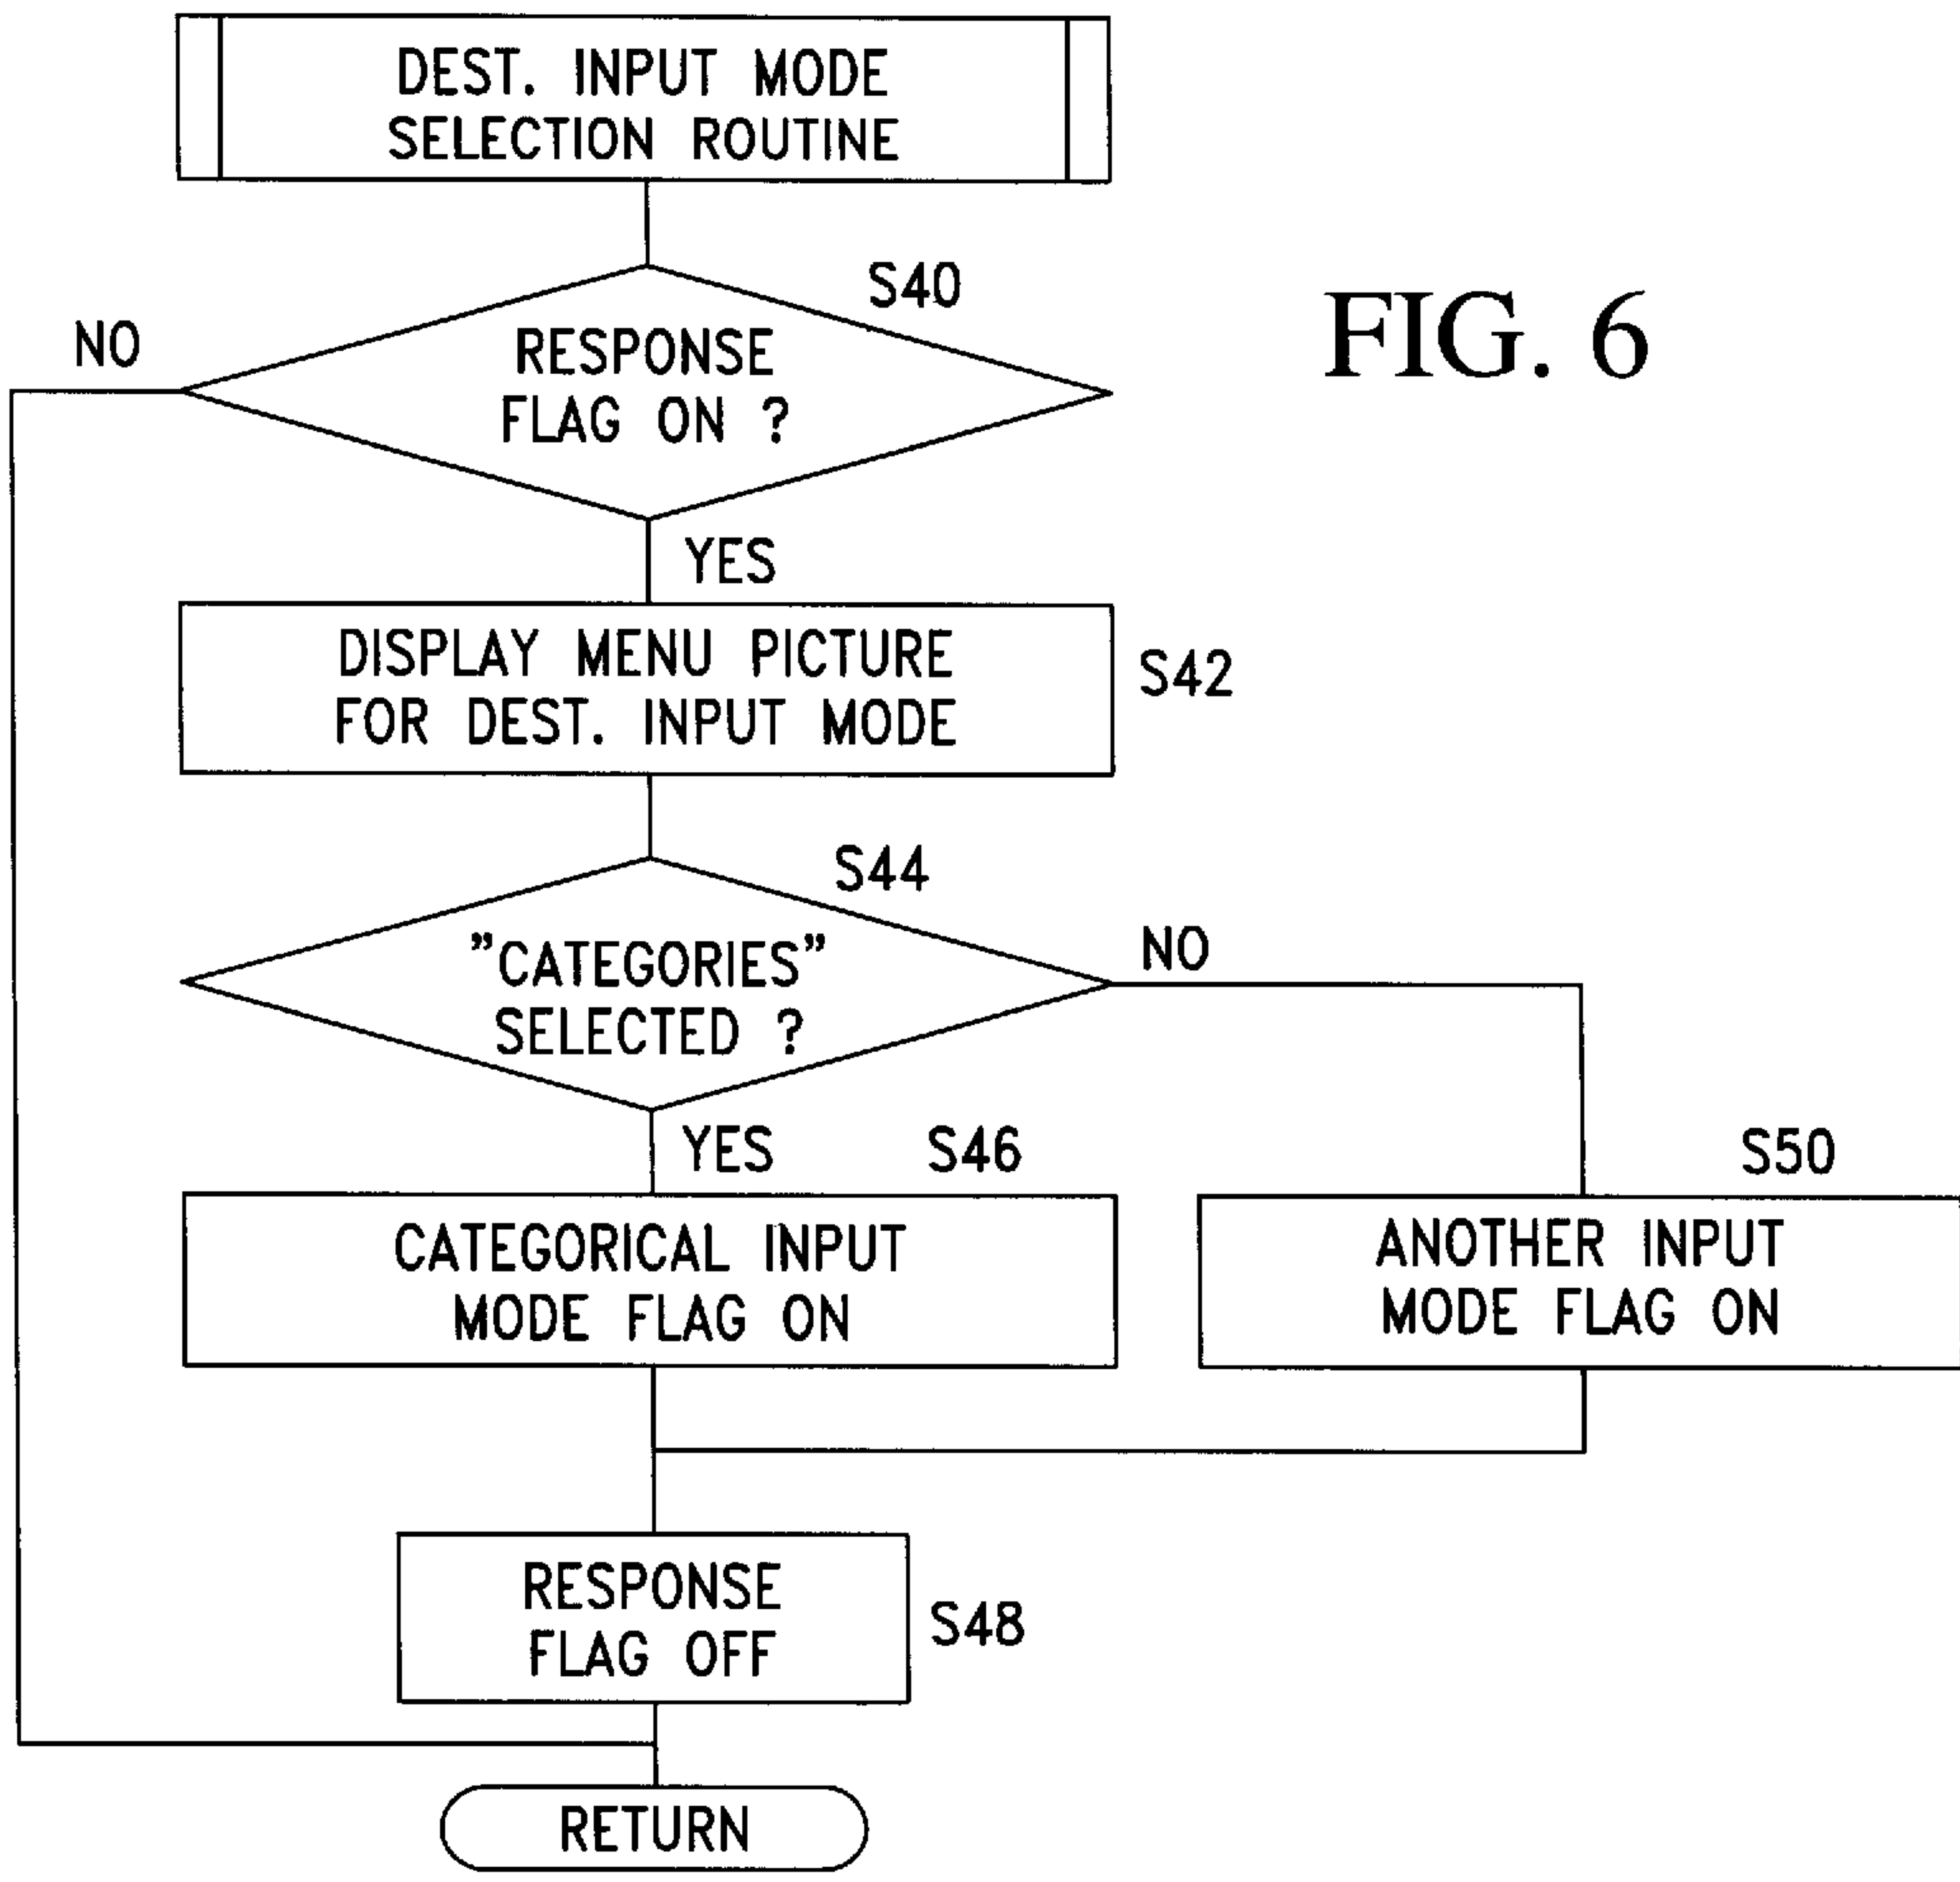 DEST. INPUT MODE
SELECTION ROUTINE
S40
FIG. 6
NO
RESPONSE
FLAG ON ?
YES
DISPLAY MENU PICTURE
FOR DEST. INPUT MODE
S42
S44
NO
”CATEGORIES”
SELECTED ?
YES
S46
S50
CATEGORICAL INPUT
MODE FLAG ON
ANOTHER INPUT
MODE FLAG ON
RESPONSE
FLAG OFF
S48
RETURN